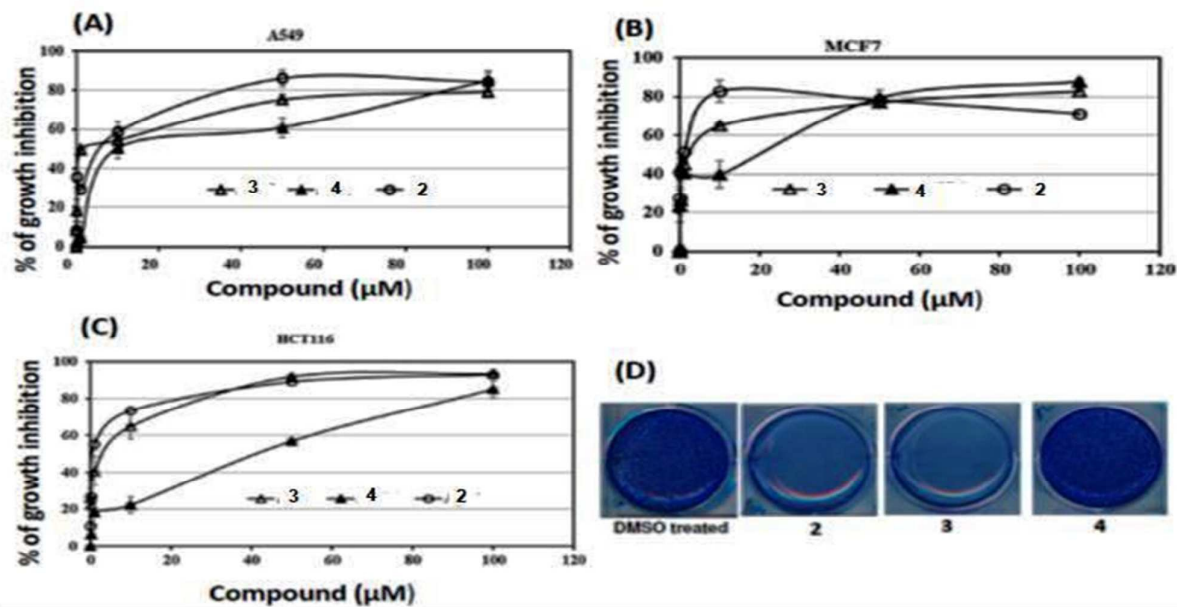 (A)
A549
% of growth inhibition
100
80
60
40
20
0
3 4 2
0 20 40 60 80 100 120
Compound (µM)
(B)
MCF7
% of growth inhibition
100
80
60
40
20
0
3 4 2
0 20 40 60 80 100 120
Compound (µM)
(C)
HCT116
% of growth inhibition
100
80
60
40
20
0
3 4 2
0 20 40 60 80 100 120
Compound (µM)
(D)
DMSO treated 2 3 4